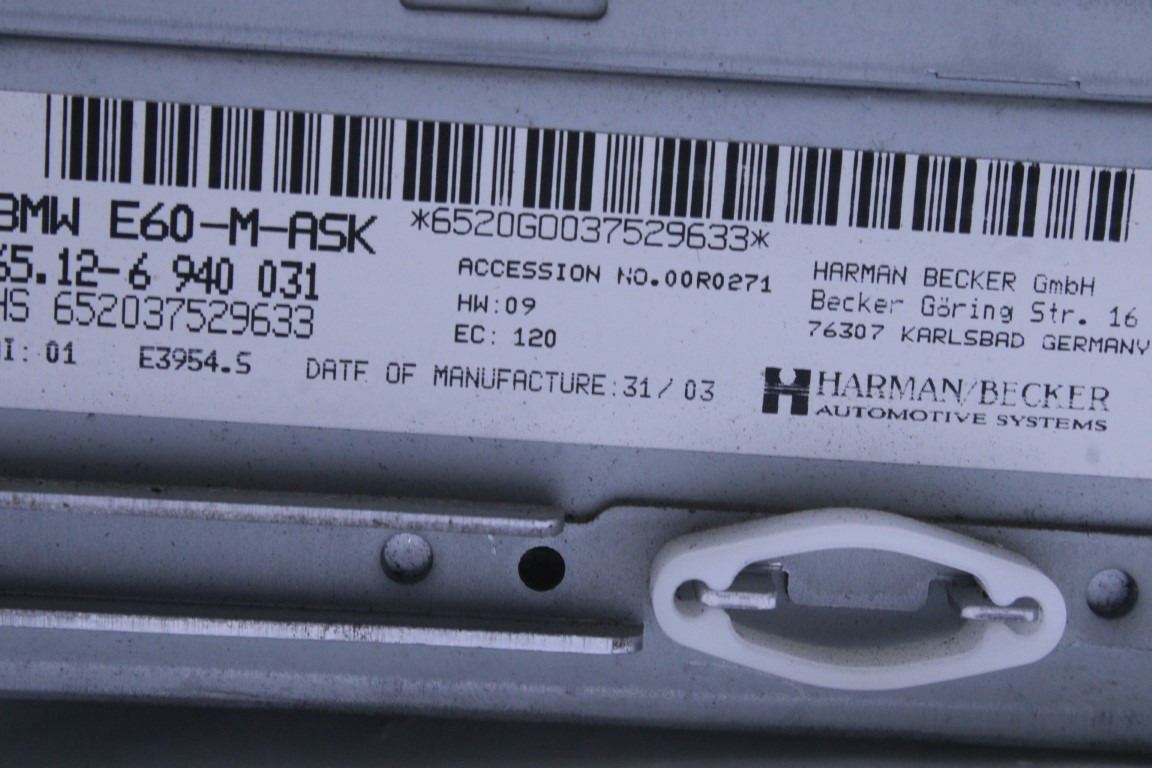 BMW E60-M-ASK
65.12-6 940 031
HS 652037529633
01 E3954.S
*6520G0037529633*
ACCESSION NO.00R0271
HW:09
EC: 120
DATE OF MANUFACTURE:31/ 03
HARMAN BECKER GmbH
Becker Göring Str. 16
76307 KARLSBAD GERMANY
HARMAN/BECKER
AUTOMOTIVE SYSTEMS